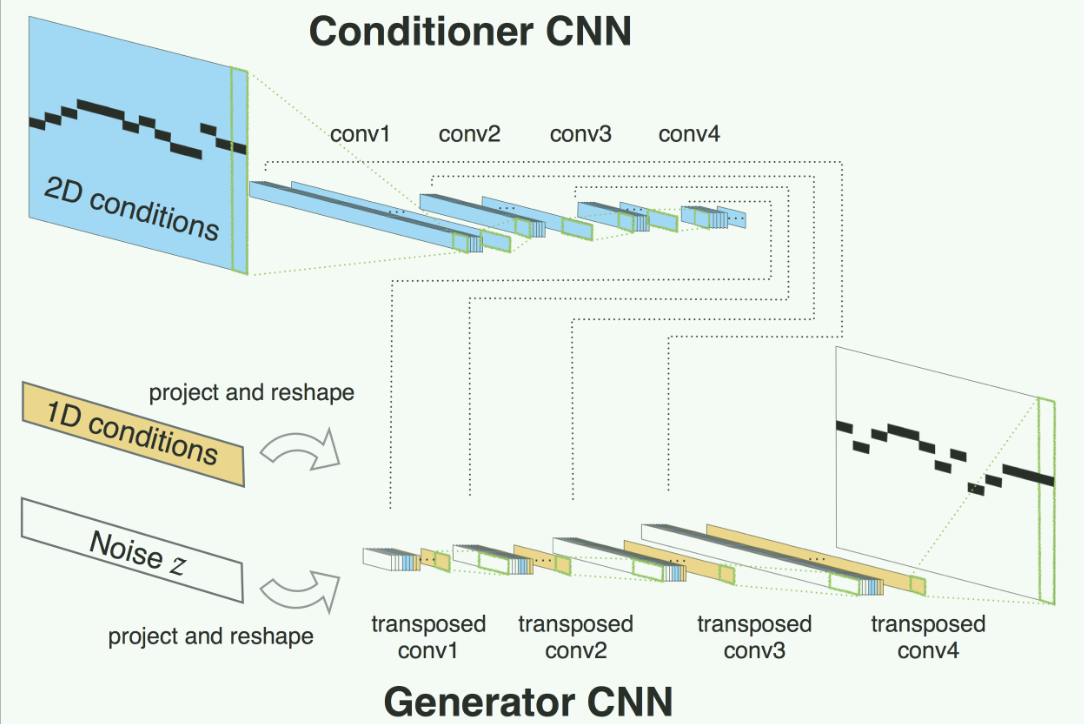 Conditioner CNN
conv1
conv2
conv3
conv4
2D conditions
project and reshape
1D conditions
Noise z
project and reshape
transposed
conv1
transposed
conv2
transposed
conv3
transposed
conv4
Generator CNN